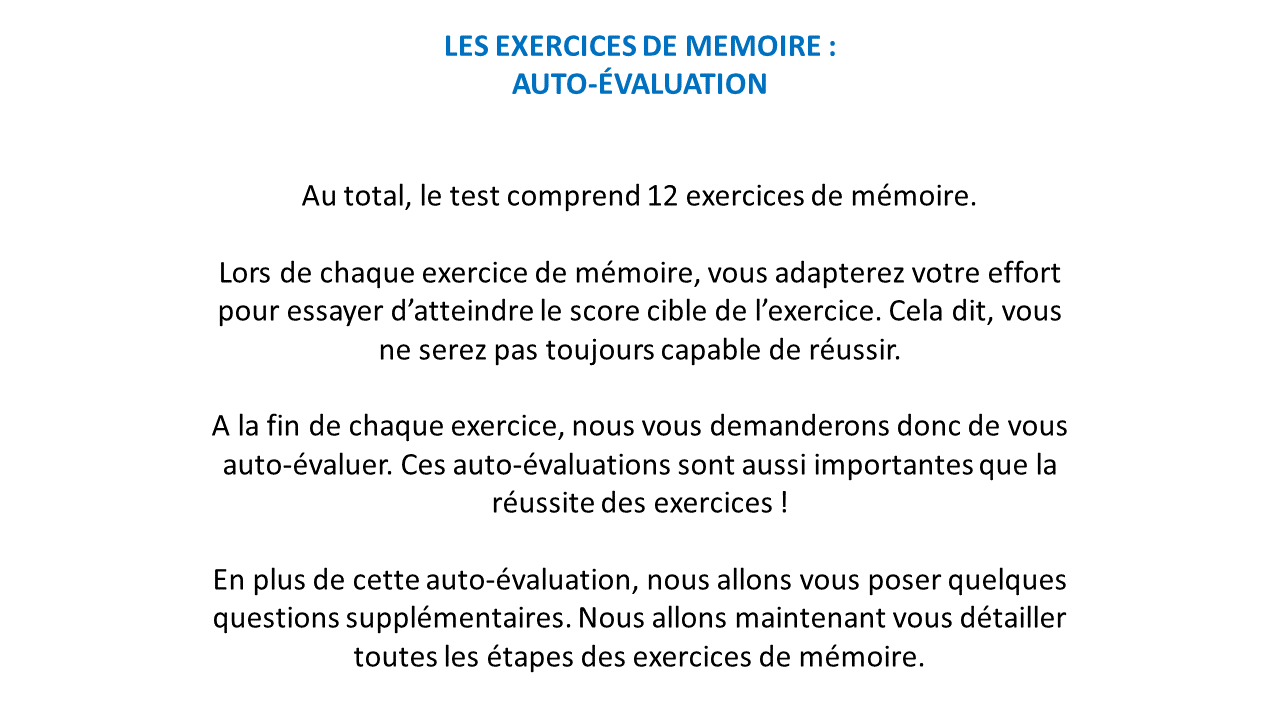 LES EXERCICES DE MEMOIRE :
AUTO-ÉVALUATION
Au total, le test comprend 12 exercices de mémoire.
Lors de chaque exercice de mémoire, vous adapterez votre effort
pour essayer d’atteindre le score cible de l’exercice. Cela dit, vous
ne serez pas toujours capable de réussir.
A la fin de chaque exercice, nous vous demanderons donc de vous
auto-évaluer. Ces auto-évaluations sont aussi importantes que la
réussite des exercices !
En plus de cette auto-évaluation, nous allons vous poser quelques
questions supplémentaires. Nous allons maintenant vous détailler
toutes les étapes des exercices de mémoire.